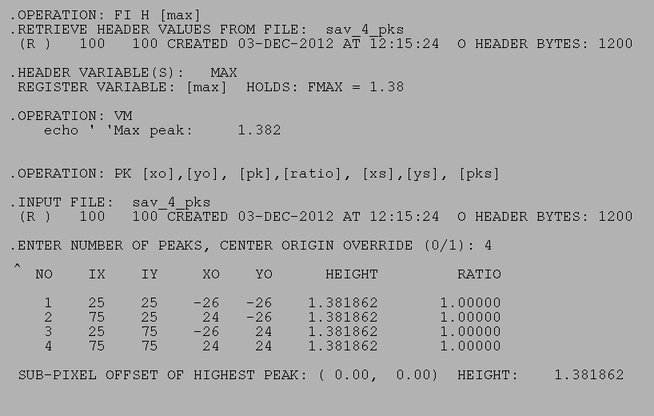 .OPERATION: FI H [max]
.RETRIEVE HEADER VALUES FROM FILE:  sav_4_pks
 (R )   100   100 CREATED 03-DEC-2012 AT 12:15:24  O HEADER BYTES: 1200
.HEADER VARIABLE(S):   MAX
 REGISTER VARIABLE: [max]  HOLDS: FMAX = 1.38
.OPERATION: VM
    echo ' 'Max peak:     1.382
.OPERATION: PK [xo],[yo], [pk],[ratio], [xs],[ys], [pks]
.INPUT FILE:  sav_4_pks
 (R )   100   100 CREATED 03-DEC-2012 AT 12:15:24  O HEADER BYTES: 1200
.ENTER NUMBER OF PEAKS, CENTER ORIGIN OVERRIDE (0/1): 4
^
   NO    IX    IY     XO    YO      HEIGHT         RATIO
    1    25    25    -26   -26    1.381862       1.00000
    2    75    25     24   -26    1.381862       1.00000
    3    25    75    -26    24    1.381862       1.00000
    4    75    75     24    24    1.381862       1.00000
 SUB-PIXEL OFFSET OF HIGHEST PEAK: ( 0.00,  0.00)  HEIGHT:    1.381862